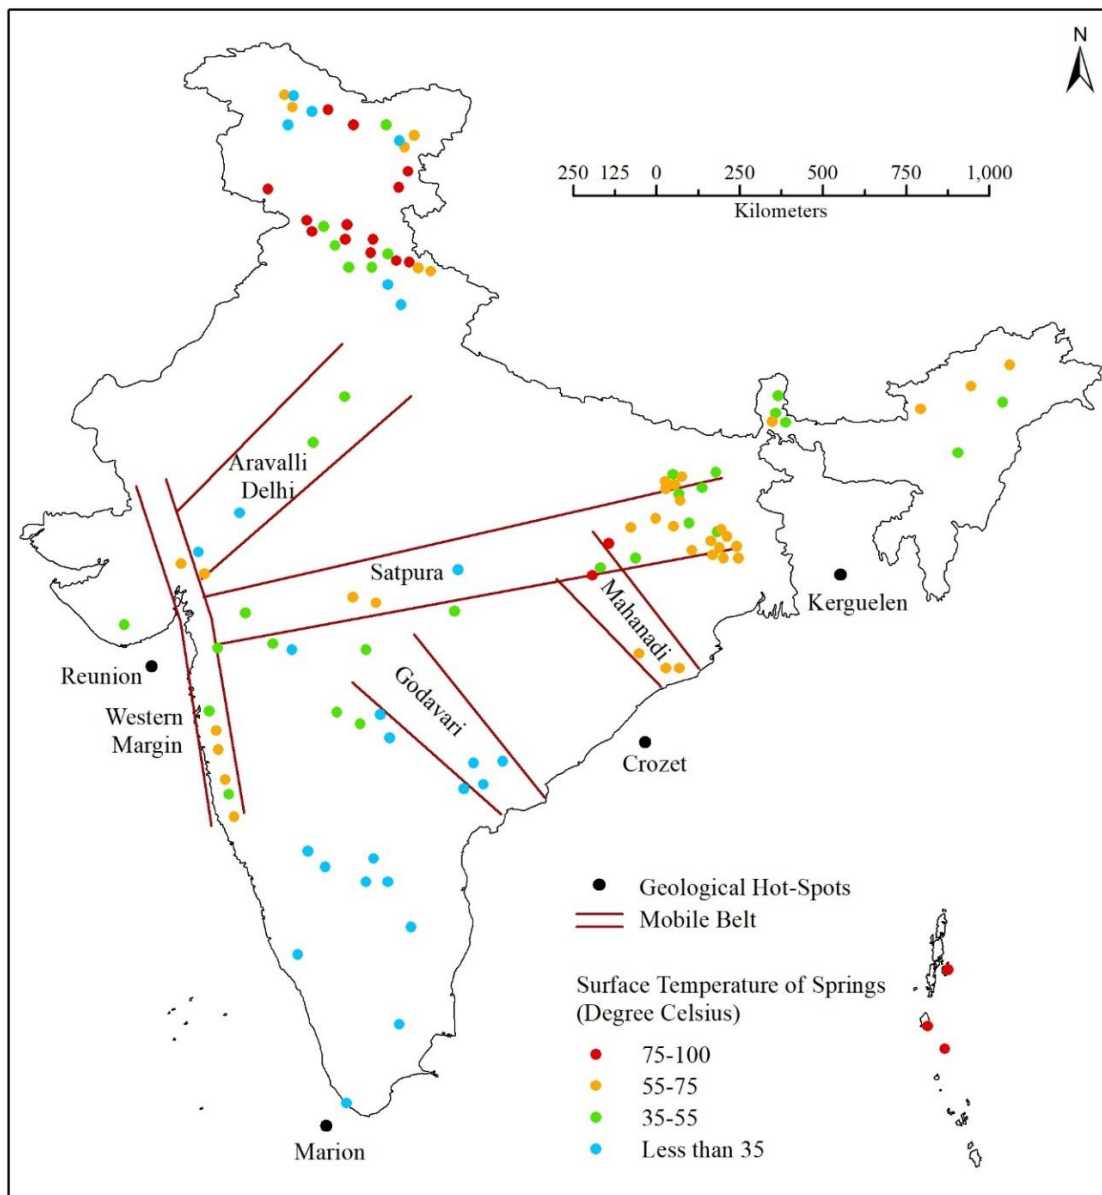 N
250 125 0 250 500 750 1,000
Kilometers
Aravalli
Delhi
Satpura
Mahanadi
Kerguelen
Reunion
Godavari
Western
Margin
Crozet
Geological Hot-Spots
Mobile Belt
Surface Temperature of Springs
(Degree Celsius)
75-100
55-75
35-55
Less than 35
Marion